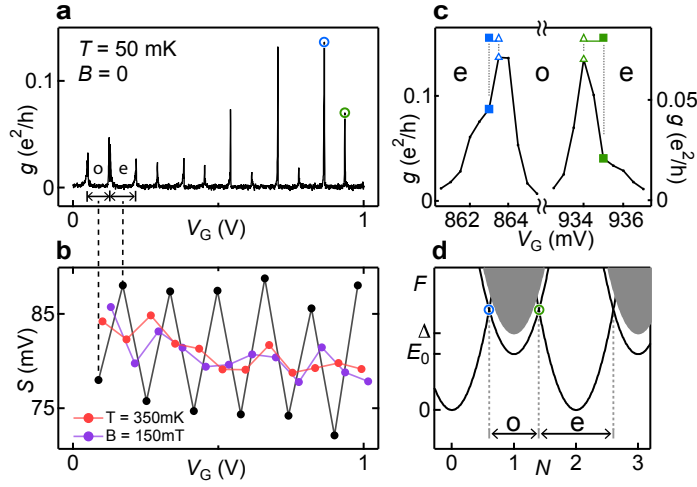 a
T = 50 mK
B = 0
0.1
0
g (e²/h)
o
e
0
1
V_G (V)
b
85
75
S (mV)
T = 350mK
B = 150mT
0
1
V_G (V)
c
e
o
e
0.1
0
g (e²/h)
0.05
0
g (e²/h)
862
864
934
936
V_G (mV)
d
F
Δ
E₀
0
o
e
0
1
N
2
3